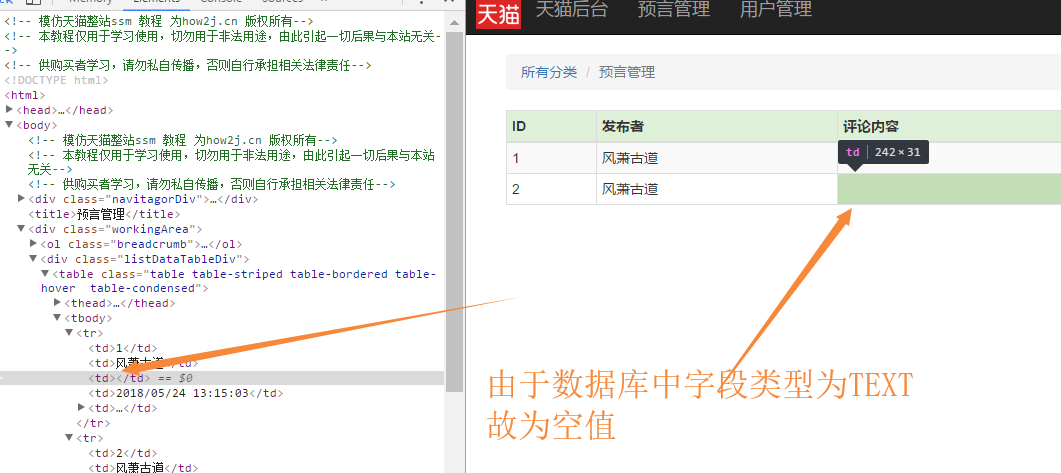 Memory Elements Console Sources
<!-- 模仿天猫整站ssm 教程 为how2j.cn 版权所有-->
<!-- 本教程仅用于学习使用，切勿用于非法用途，由此引起一切后果与本站无关-
->
<!-- 供购买者学习，请勿私自传播，否则自行承担相关法律责任-->
<!DOCTYPE html>
<html>
<head>…</head>
<body>
<!-- 模仿天猫整站ssm 教程 为how2j.cn 版权所有-->
<!-- 本教程仅用于学习使用，切勿用于非法用途，由此引起一切后果与本站
无关-->
<!-- 供购买者学习，请勿私自传播，否则自行承担相关法律责任-->
<div class="navitagorDiv">…</div>
<title>预言管理</title>
<div class="workingArea">
<ol class="breadcrumb">…</ol>
<div class="listDataTableDiv">
<table class="table table-striped table-bordered table-
hover  table-condensed">
<thead>…</thead>
<tbody>
<tr>
<td>1</td>
<td>风萧古道</td>
<td></td> == $0
<td>2018/05/24 13:15:03</td>
<td>…</td>
</tr>
<tr>
<td>2</td>
<td>风萧古道</td>
天猫 天猫后台 预言管理 用户管理
所有分类 / 预言管理
ID 发布者 评论内容
1 风萧古道
td 242×31
2 风萧古道
由于数据库中字段类型为TEXT
故为空值